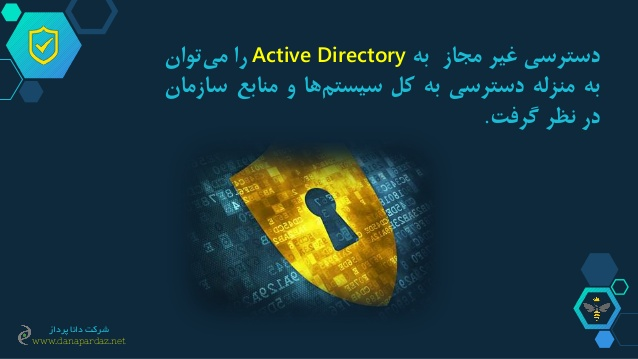 دسترسی غیر مجاز به Active Directory را می‌توان
به منزله دسترسی به کل سیستم‌ها و منابع سازمان
در نظر گرفت.
شرکت دانا پرداز
www.danapardaz.net